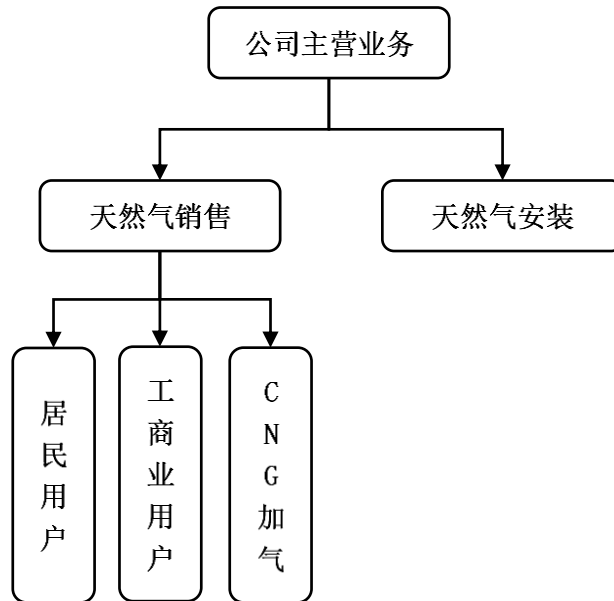 公司主营业务
天然气销售
天然气安装
居民用户
工商业用户
CNG加气